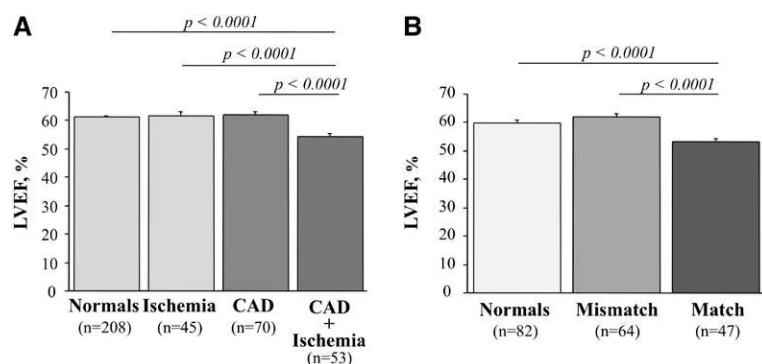 A
p < 0.0001
p < 0.0001
p < 0.0001
LVEF, %
70
60
50
40
30
20
10
0
Normals Ischemia CAD CAD
+
Ischemia
(n=208) (n=45) (n=70) (n=53)
B
p < 0.0001
p < 0.0001
LVEF, %
70
60
50
40
30
20
10
0
Normals Mismatch Match
(n=82) (n=64) (n=47)